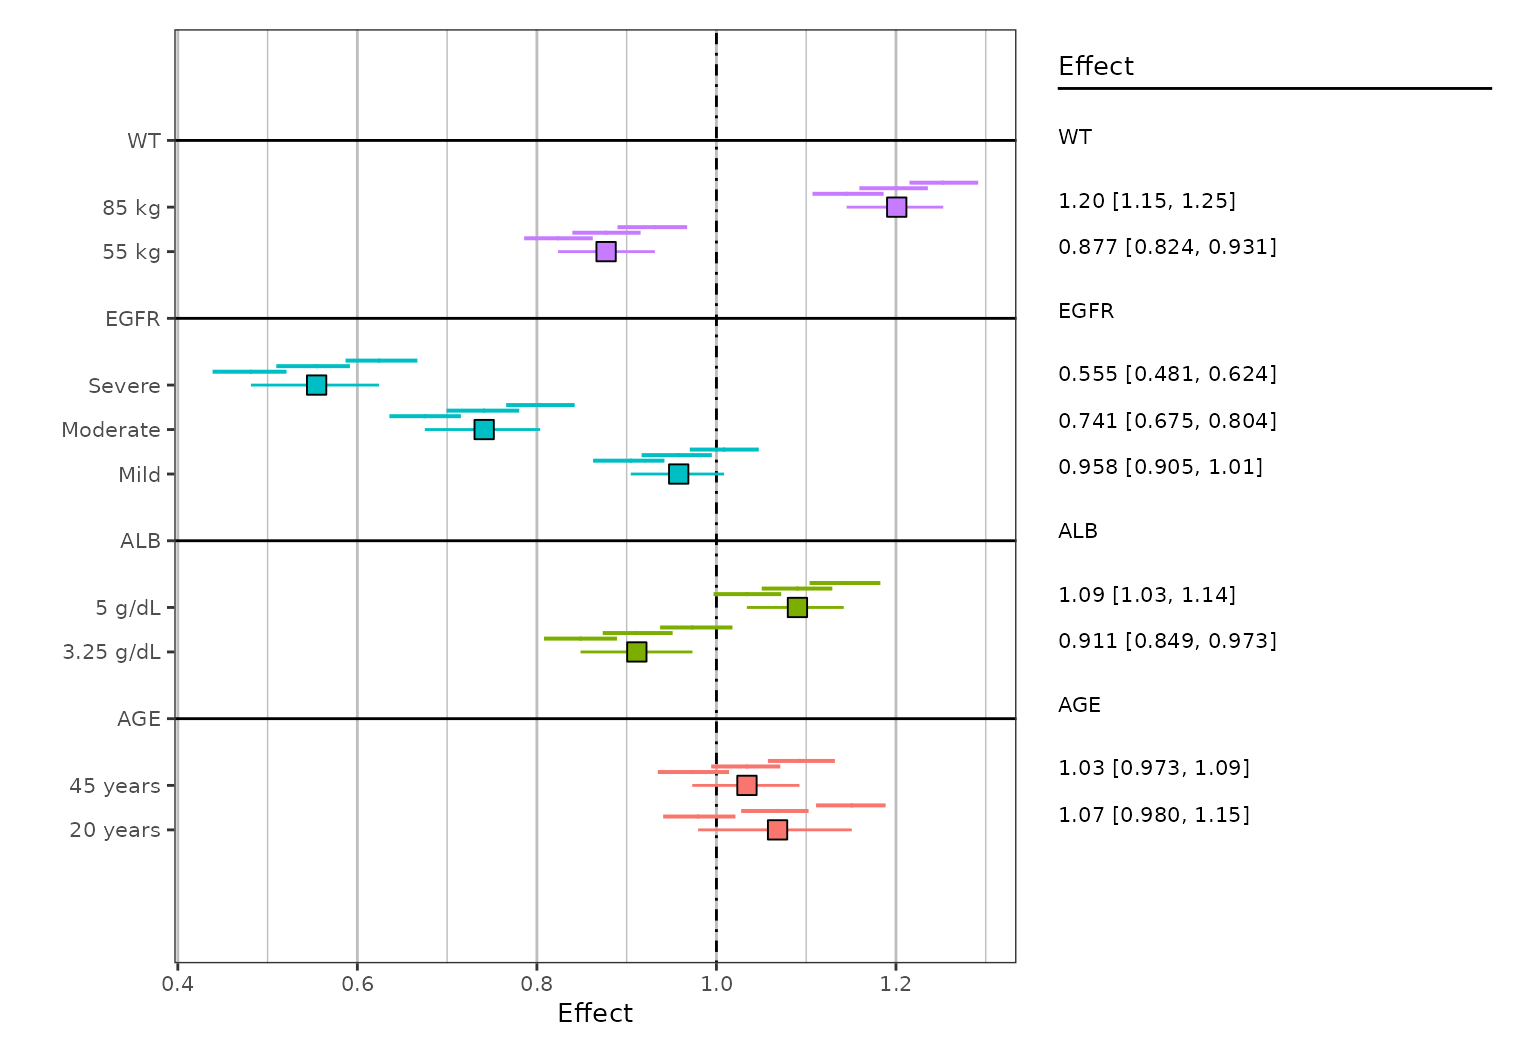 Effect
WT
WT
85 kg
1.20 [1.15, 1.25]
55 kg
0.877 [0.824, 0.931]
EGFR
EGFR
Severe
0.555 [0.481, 0.624]
Moderate
0.741 [0.675, 0.804]
Mild
0.958 [0.905, 1.01]
ALB
ALB
5 g/dL
1.09 [1.03, 1.14]
3.25 g/dL
0.911 [0.849, 0.973]
AGE
AGE
45 years
1.03 [0.973, 1.09]
20 years
1.07 [0.980, 1.15]
0.4 0.6 0.8 1.0 1.2
Effect